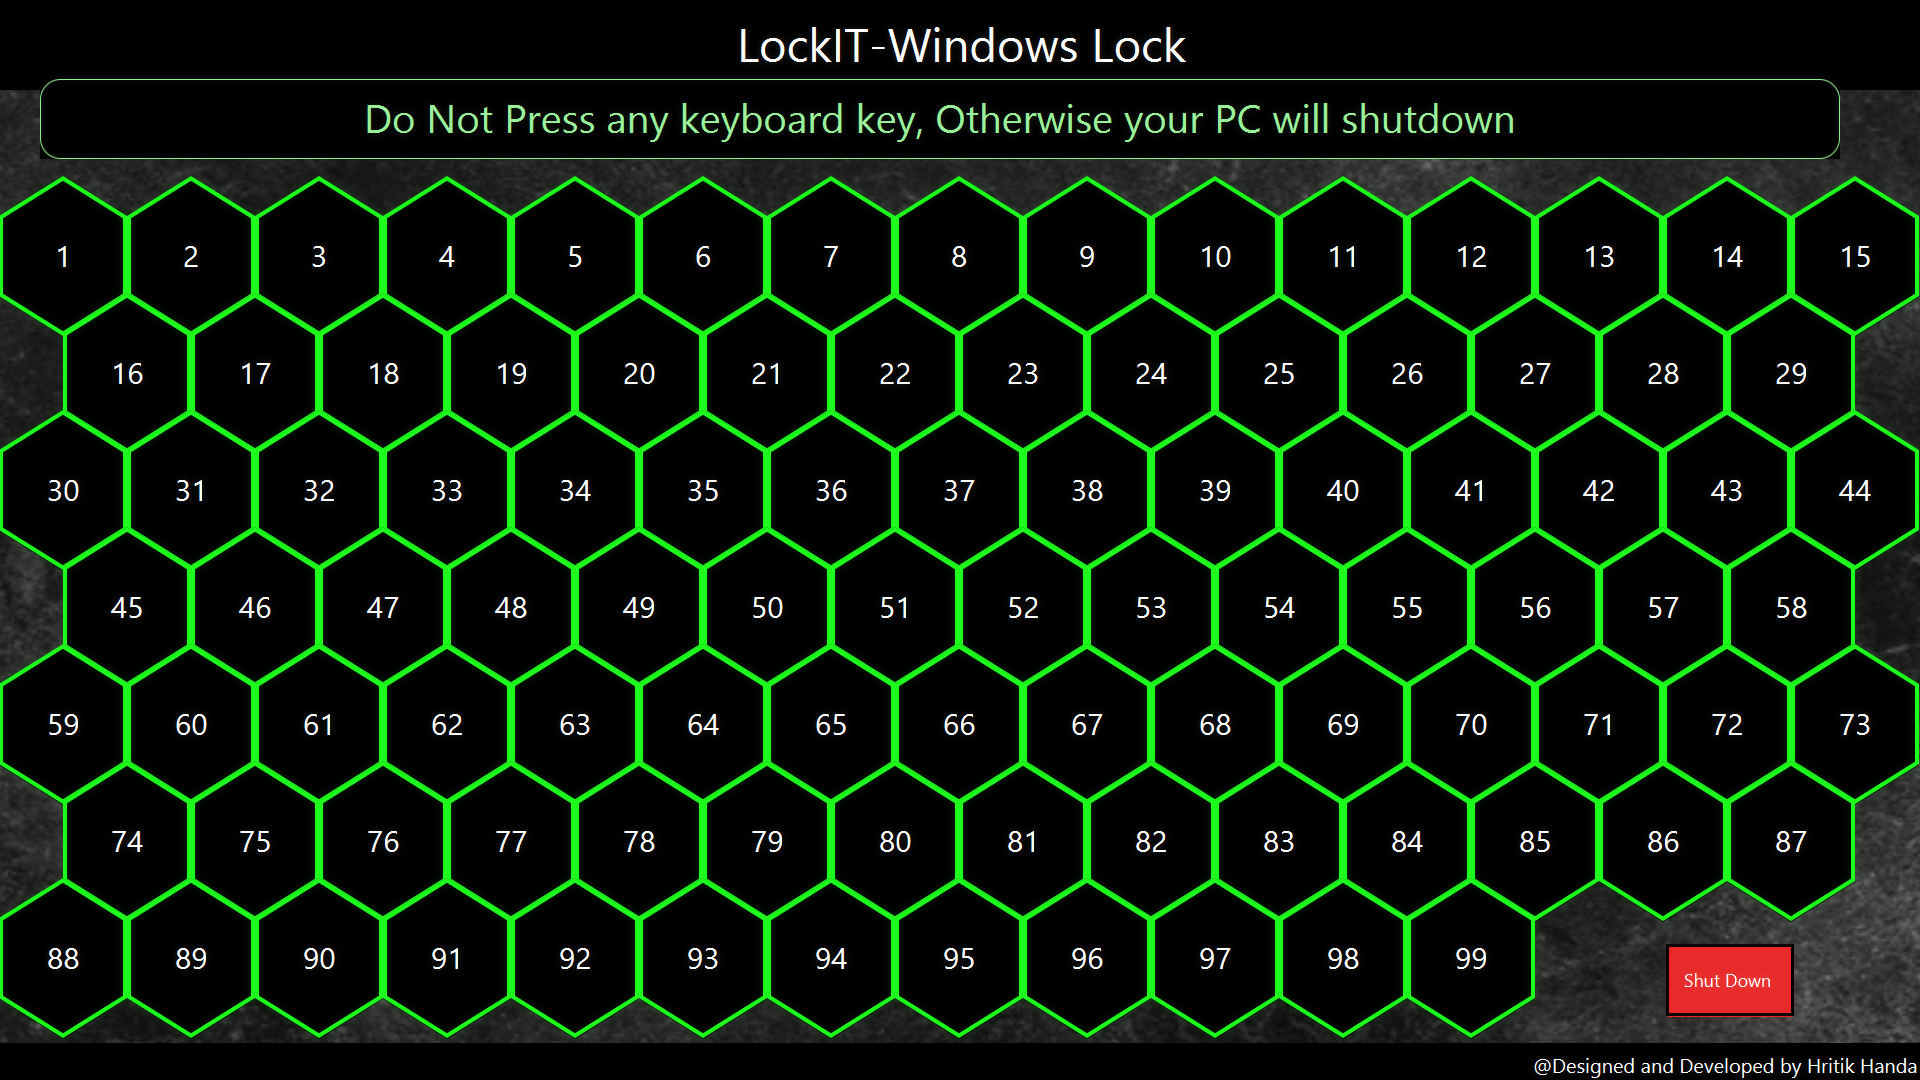 LockIT-Windows Lock
Do Not Press any keyboard key, Otherwise your PC will shutdown
1 2 3 4 5 6 7 8 9 10 11 12 13 14 15
16 17 18 19 20 21 22 23 24 25 26 27 28 29
30 31 32 33 34 35 36 37 38 39 40 41 42 43 44
45 46 47 48 49 50 51 52 53 54 55 56 57 58
59 60 61 62 63 64 65 66 67 68 69 70 71 72 73
74 75 76 77 78 79 80 81 82 83 84 85 86 87
88 89 90 91 92 93 94 95 96 97 98 99
Shut Down
@Designed and Developed by Hritik Handa